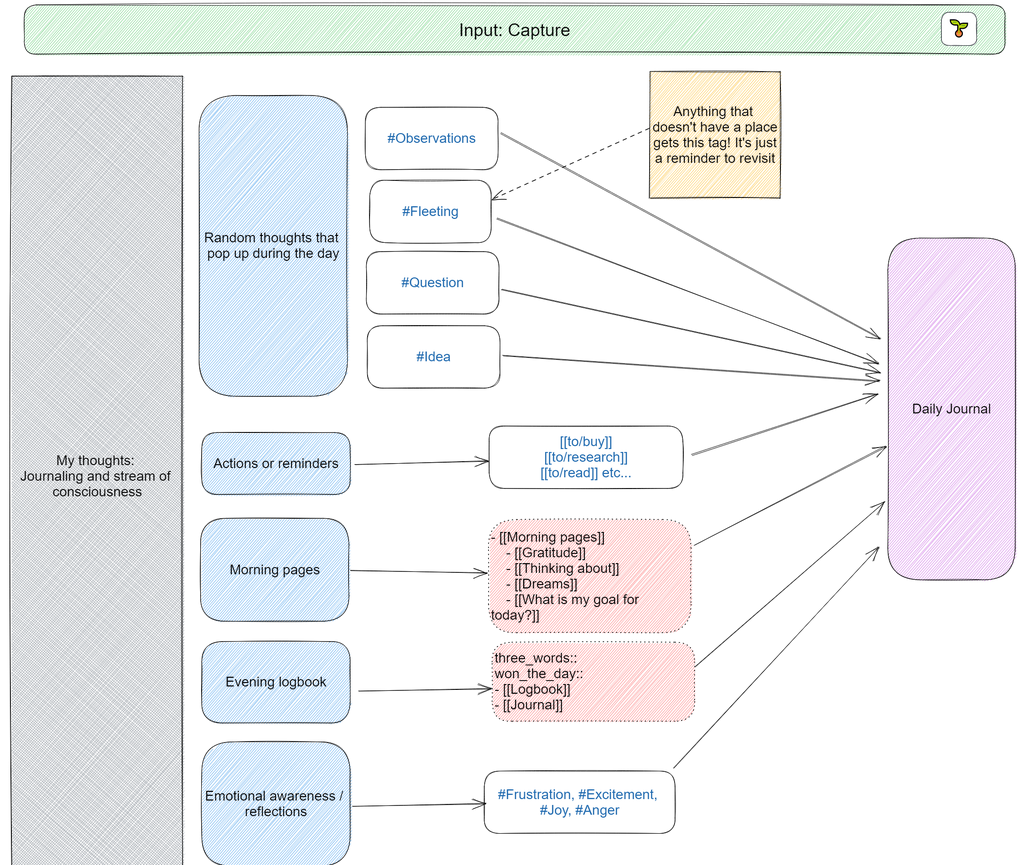 Input: Capture
My thoughts:
Journaling and stream of
consciousness
Random thoughts that
pop up during the day
#Observations
#Fleeting
#Question
#Idea
Anything that
doesn't have a place
gets this tag! It's just
a reminder to revisit
Daily Journal
Actions or reminders
[[to/buy]]
[[to/research]]
[[to/read]] etc...
Morning pages
- [[Morning pages]]
- [[Gratitude]]
- [[Thinking about]]
- [[Dreams]]
- [[What is my goal for
today?]]
Evening logbook
three_words::
won_the_day::
- [[Logbook]]
- [[Journal]]
Emotional awareness /
reflections
#Frustration, #Excitement,
#Joy, #Anger